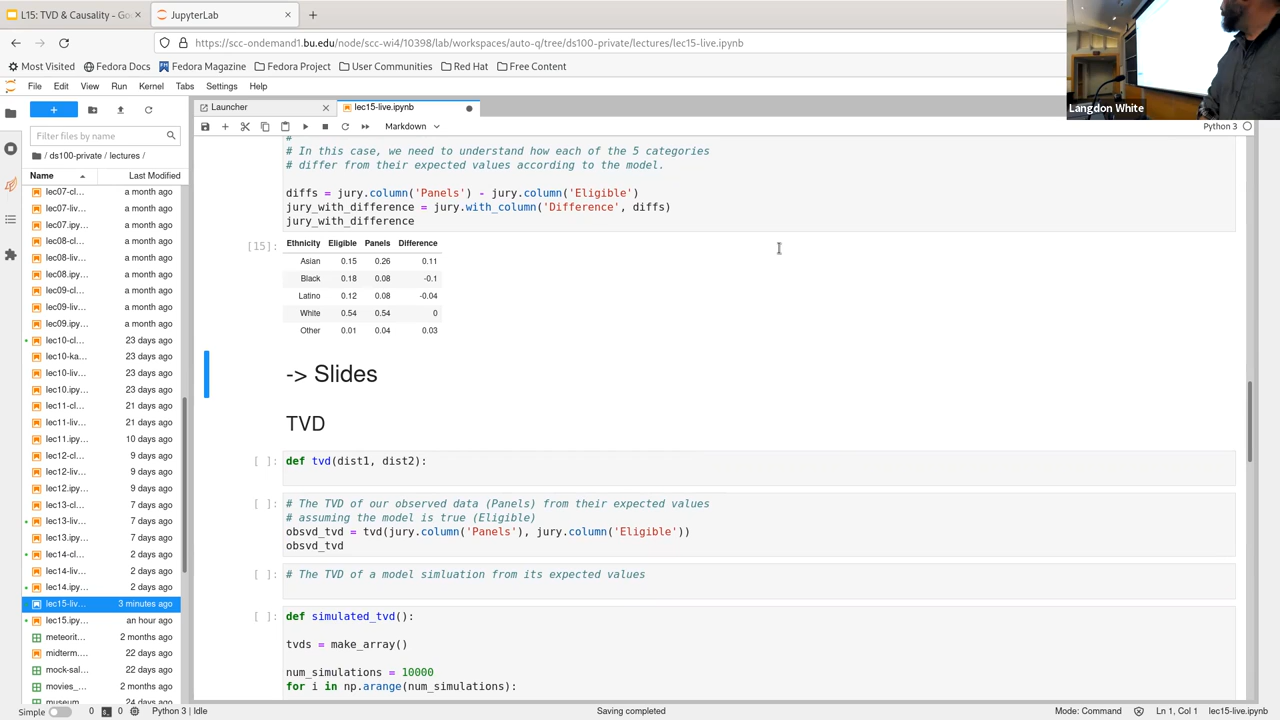 L15: TVD & Causality - Go
JupyterLab
https://scc-ondemand1.bu.edu/node/scc-wi4/10398/lab/workspaces/auto-q/tree/ds100-private/lectures/lec15-live.ipynb
Most Visited Fedora Docs Fedora Magazine Fedora Project User Communities Red Hat Free Content
Langdon White
File Edit View Run Kernel Tabs Settings Help
Launcher
lec15-live.ipynb
Markdown
Python 3
Filter files by name
/ ds100-private / lectures /
Name Last Modified
lec07-cl... a month ago
lec07-liv... a month ago
lec07.ipy... a month ago
lec08-cl... a month ago
lec08-liv... a month ago
lec08.ipy... a month ago
lec09-cl... a month ago
lec09-liv... a month ago
lec09.ipy... a month ago
lec10-cl... 23 days ago
lec10-ka... 23 days ago
lec10-liv... 23 days ago
lec10.ipy... 23 days ago
lec11-cl... 21 days ago
lec11-liv... 21 days ago
lec11.ipy... 10 days ago
lec12-cl... 9 days ago
lec12-liv... 9 days ago
lec12.ipy... 9 days ago
lec13-cl... 7 days ago
lec13-liv... 7 days ago
lec13.ipy... 7 days ago
lec14-cl... 2 days ago
lec14-liv... 2 days ago
lec14.ipy... 2 days ago
lec15-liv... 3 minutes ago
lec15.ipy... an hour ago
meteorit... 2 months ago
midterm.... 22 days ago
mock-sal... 22 days ago
movies_... 2 months ago
museum 24 days ago
#
# In this case, we need to understand how each of the 5 categories
# differ from their expected values according to the model.
diffs = jury.column('Panels') - jury.column('Eligible')
jury_with_difference = jury.with_column('Difference', diffs)
jury_with_difference
[15]:
Ethnicity Eligible Panels Difference
Asian 0.15 0.26 0.11
Black 0.18 0.08 -0.1
Latino 0.12 0.08 -0.04
White 0.54 0.54 0
Other 0.01 0.04 0.03
-> Slides
TVD
[ ]: def tvd(dist1, dist2):
[ ]: # The TVD of our observed data (Panels) from their expected values
# assuming the model is true (Eligible)
obsvd_tvd = tvd(jury.column('Panels'), jury.column('Eligible'))
obsvd_tvd
[ ]: # The TVD of a model simluation from its expected values
[ ]: def simulated_tvd():
tvds = make_array()
num_simulations = 10000
for i in np.arange(num_simulations):
Simple 0 0 Python 3 | Idle Saving completed Mode: Command Ln 1, Col 1 lec15-live.ipynb